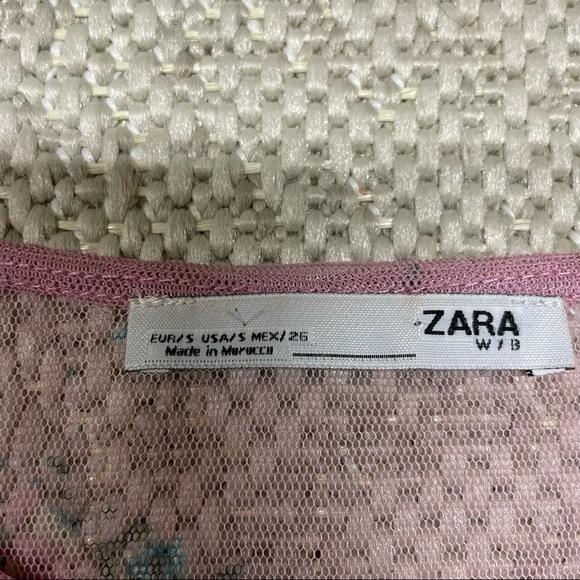 EUR/S USA/S MEX/26
Made in Morocco
ZARA
W / B